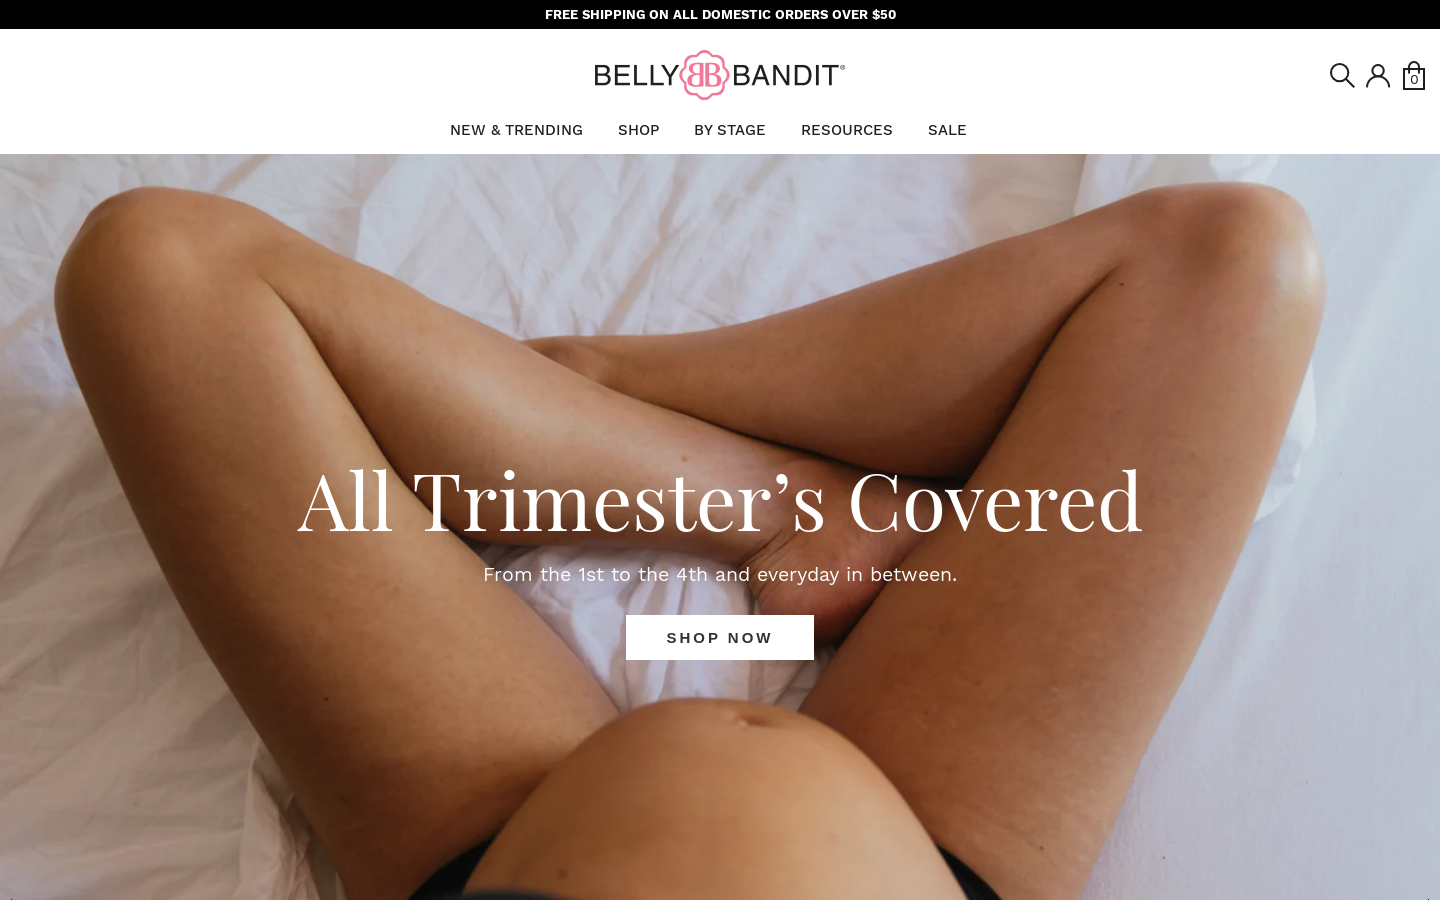 FREE SHIPPING ON ALL DOMESTIC ORDERS OVER $50
BELLY BB BANDIT®
0
NEW & TRENDING SHOP BY STAGE RESOURCES SALE
All Trimester’s Covered
From the 1st to the 4th and everyday in between.
SHOP NOW